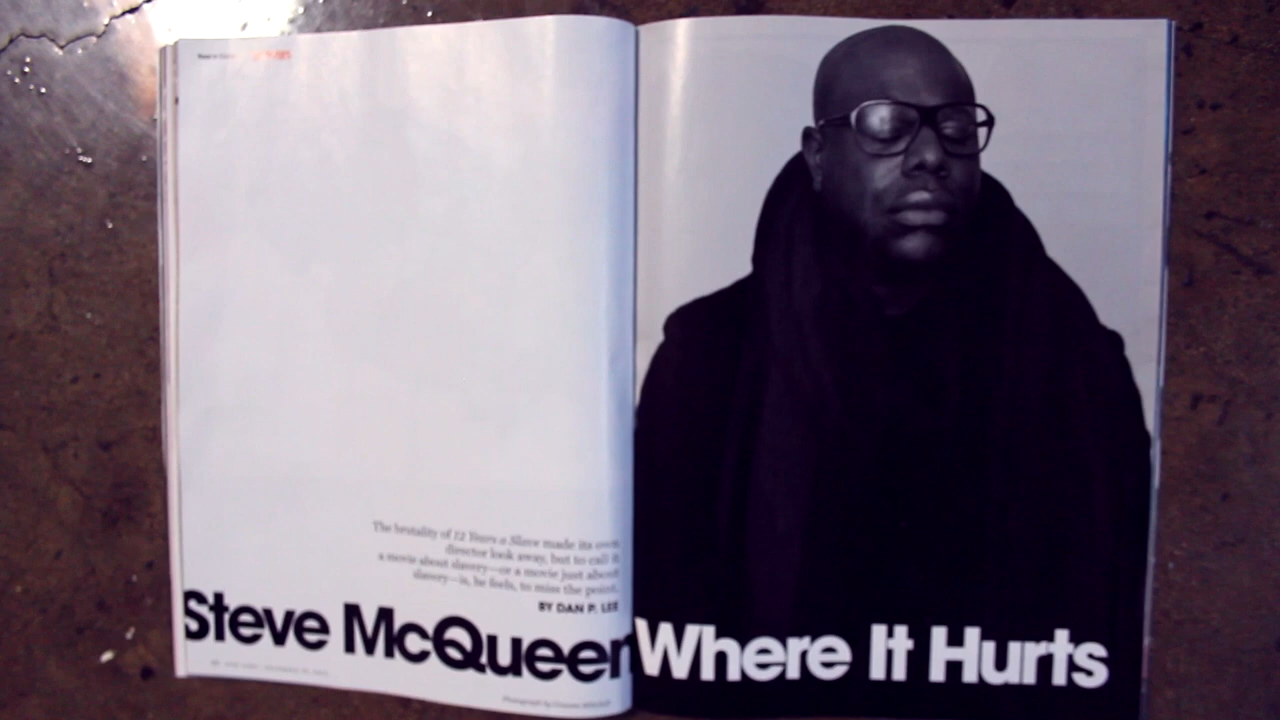 The brutality of 12 Years a Slave made its own
director look away, but to call it
a movie about slavery—or a movie just about
slavery—is, he feels, to miss the point.
BY DAN P. LEE
Steve McQueen Where It Hurts
Photograph by